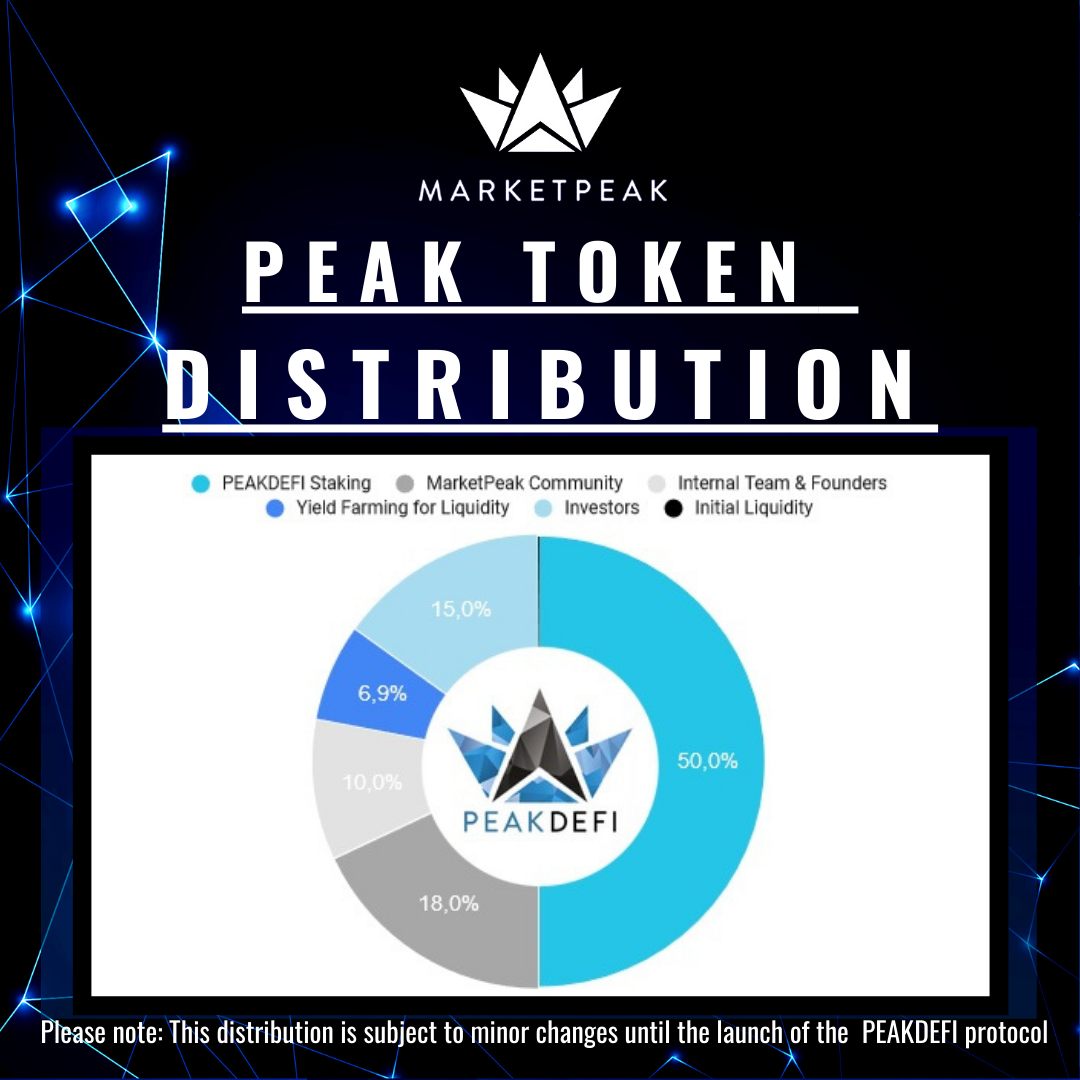 MARKETPEAK
PEAK TOKEN
DISTRIBUTION
PEAKDEFI Staking MarketPeak Community Internal Team & Founders
Yield Farming for Liquidity Investors Initial Liquidity
15,0%
6,9%
50,0%
10,0%
PEAKDEFI
18,0%
Please note: This distribution is subject to minor changes until the launch of the PEAKDEFI protocol